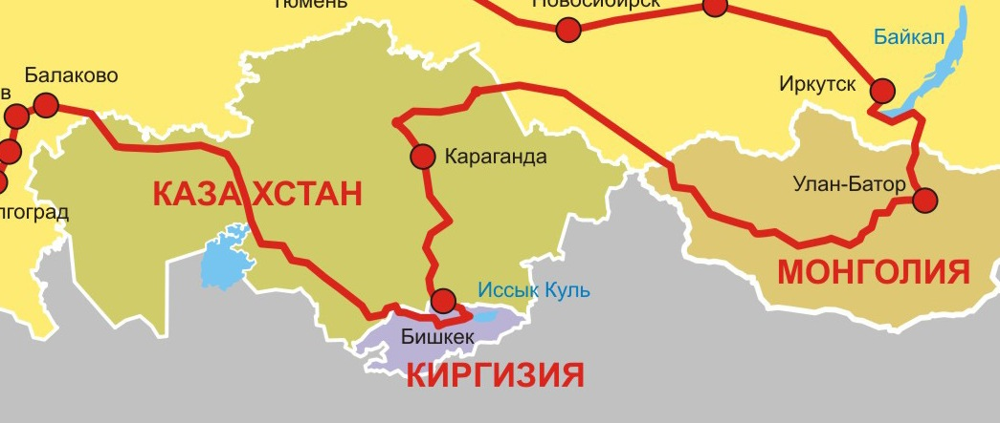 Тюмень
Новосибирск
Байкал
Балаково
Иркутск
Караганда
КАЗАХСТАН
Улан-Батор
МОНГОЛИЯ
Иссык Куль
Бишкек
КИРГИЗИЯ